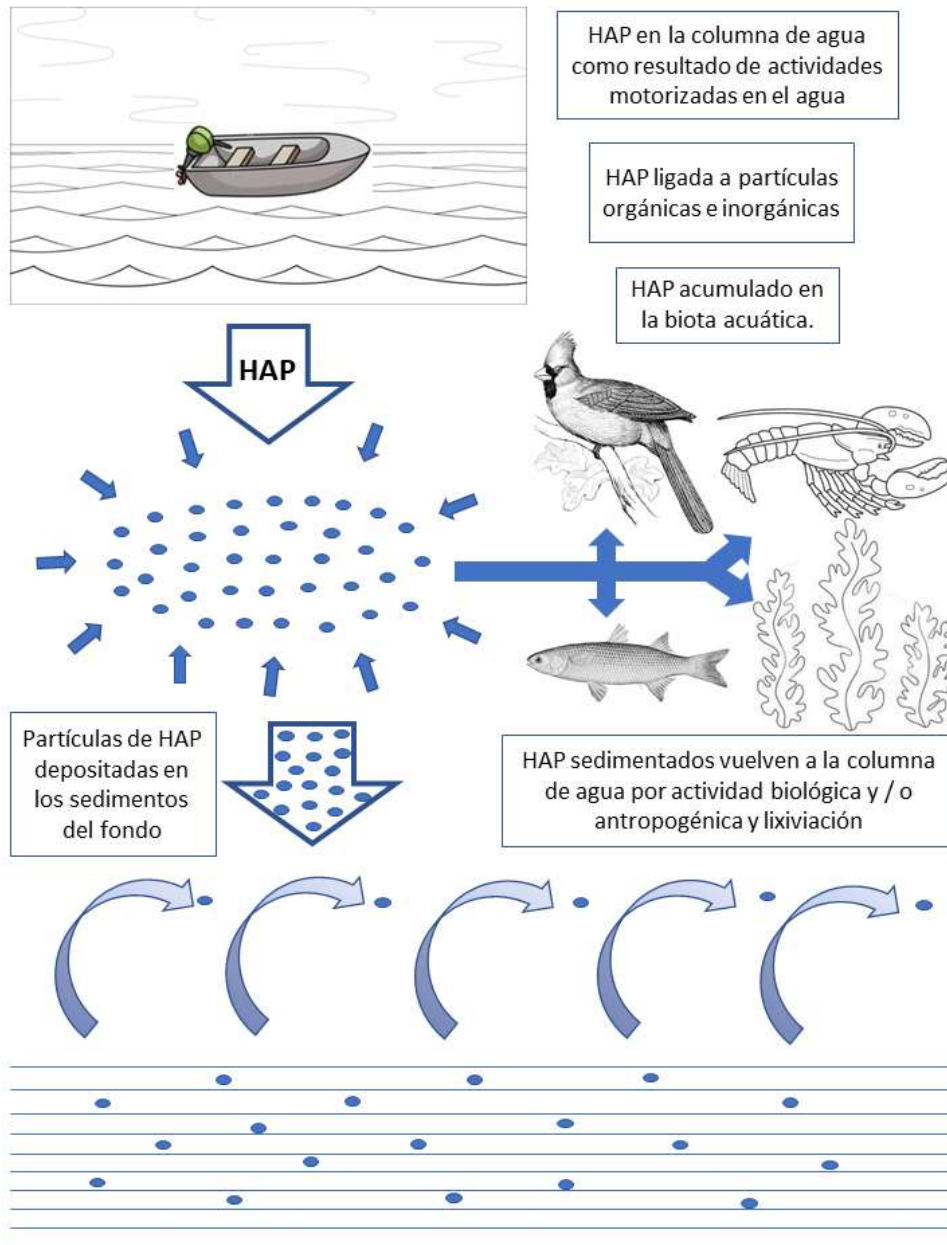 HAP en la columna de agua
como resultado de actividades
motorizadas en el agua
HAP ligada a partículas
orgánicas e inorgánicas
HAP acumulado en
la biota acuática.
HAP
Partículas de HAP
depositadas en
los sedimentos
del fondo
HAP sedimentados vuelven a la columna
de agua por actividad biológica y / o
antropogénica y lixiviación